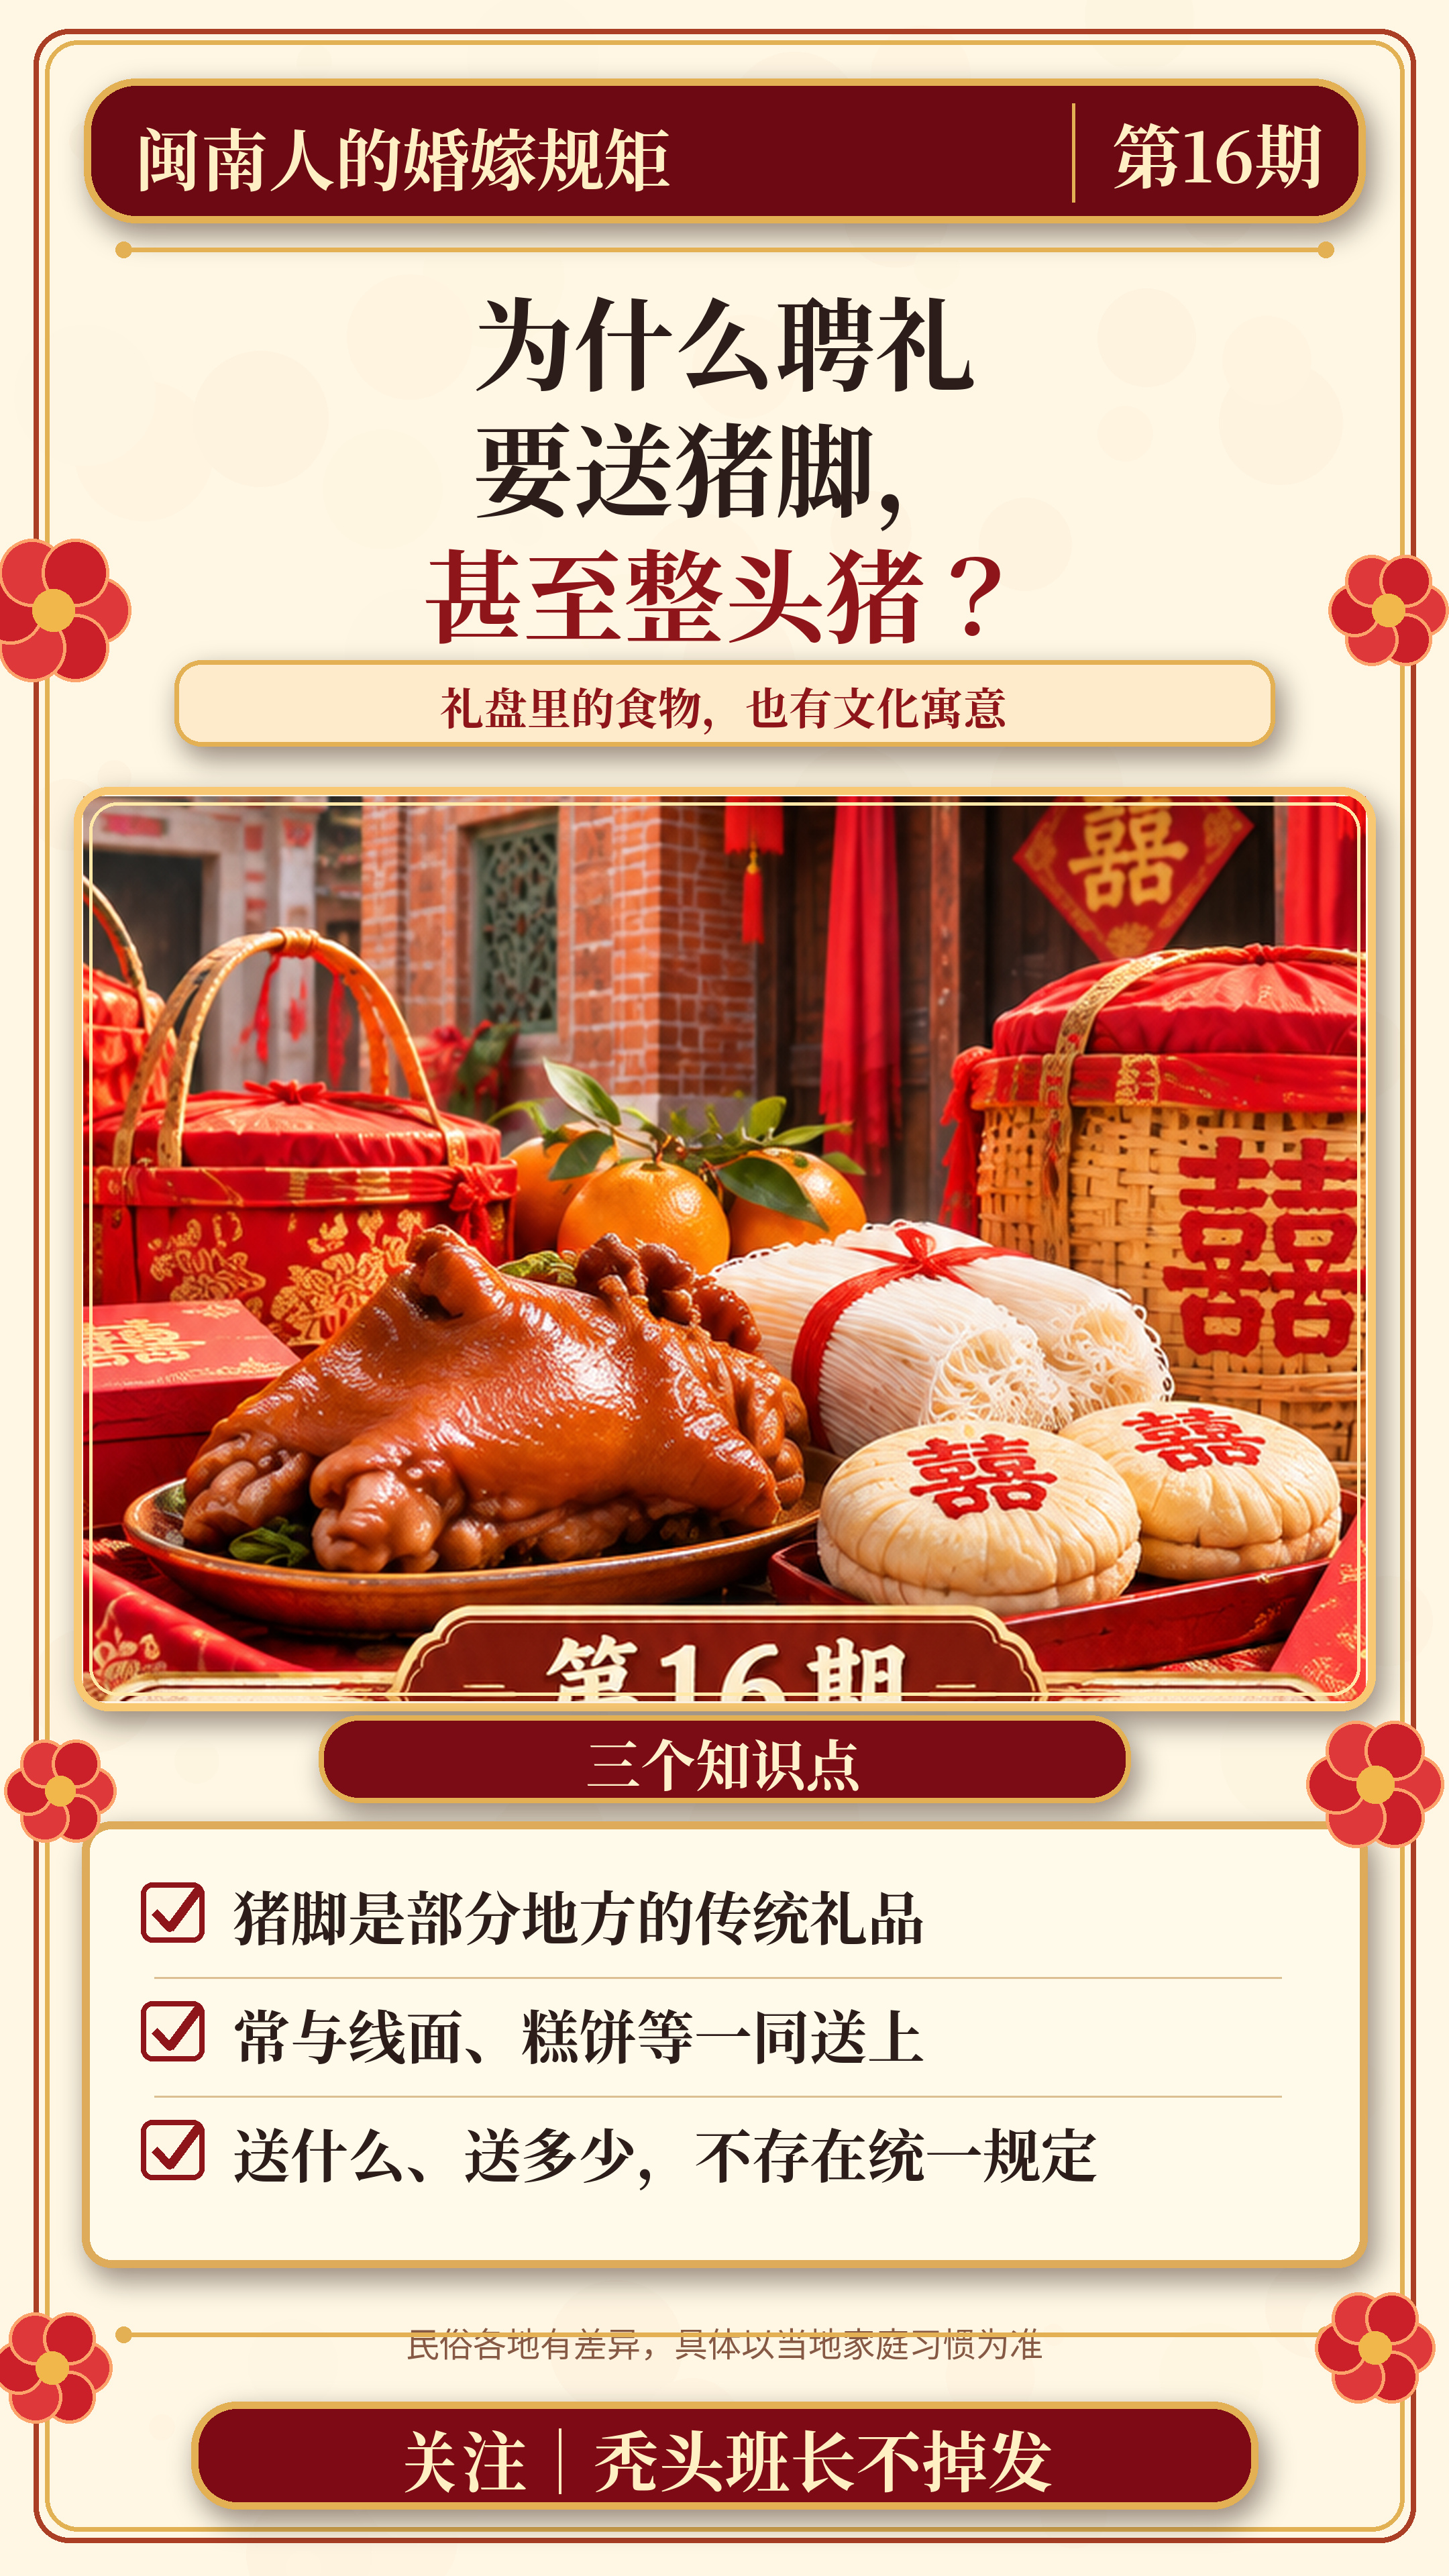 闽南人的婚嫁规矩
第16期
为什么聘礼
要送猪脚,
甚至整头猪?
礼盘里的食物，也有文化寓意
囍
囍
囍
囍
囍
第16期
三个知识点
猪脚是部分地方的传统礼品
常与线面、糕饼等一同送上
送什么、送多少，不存在统一规定
民俗各地有差异，具体以当地家庭习惯为准
关注｜秃头班长不掉发